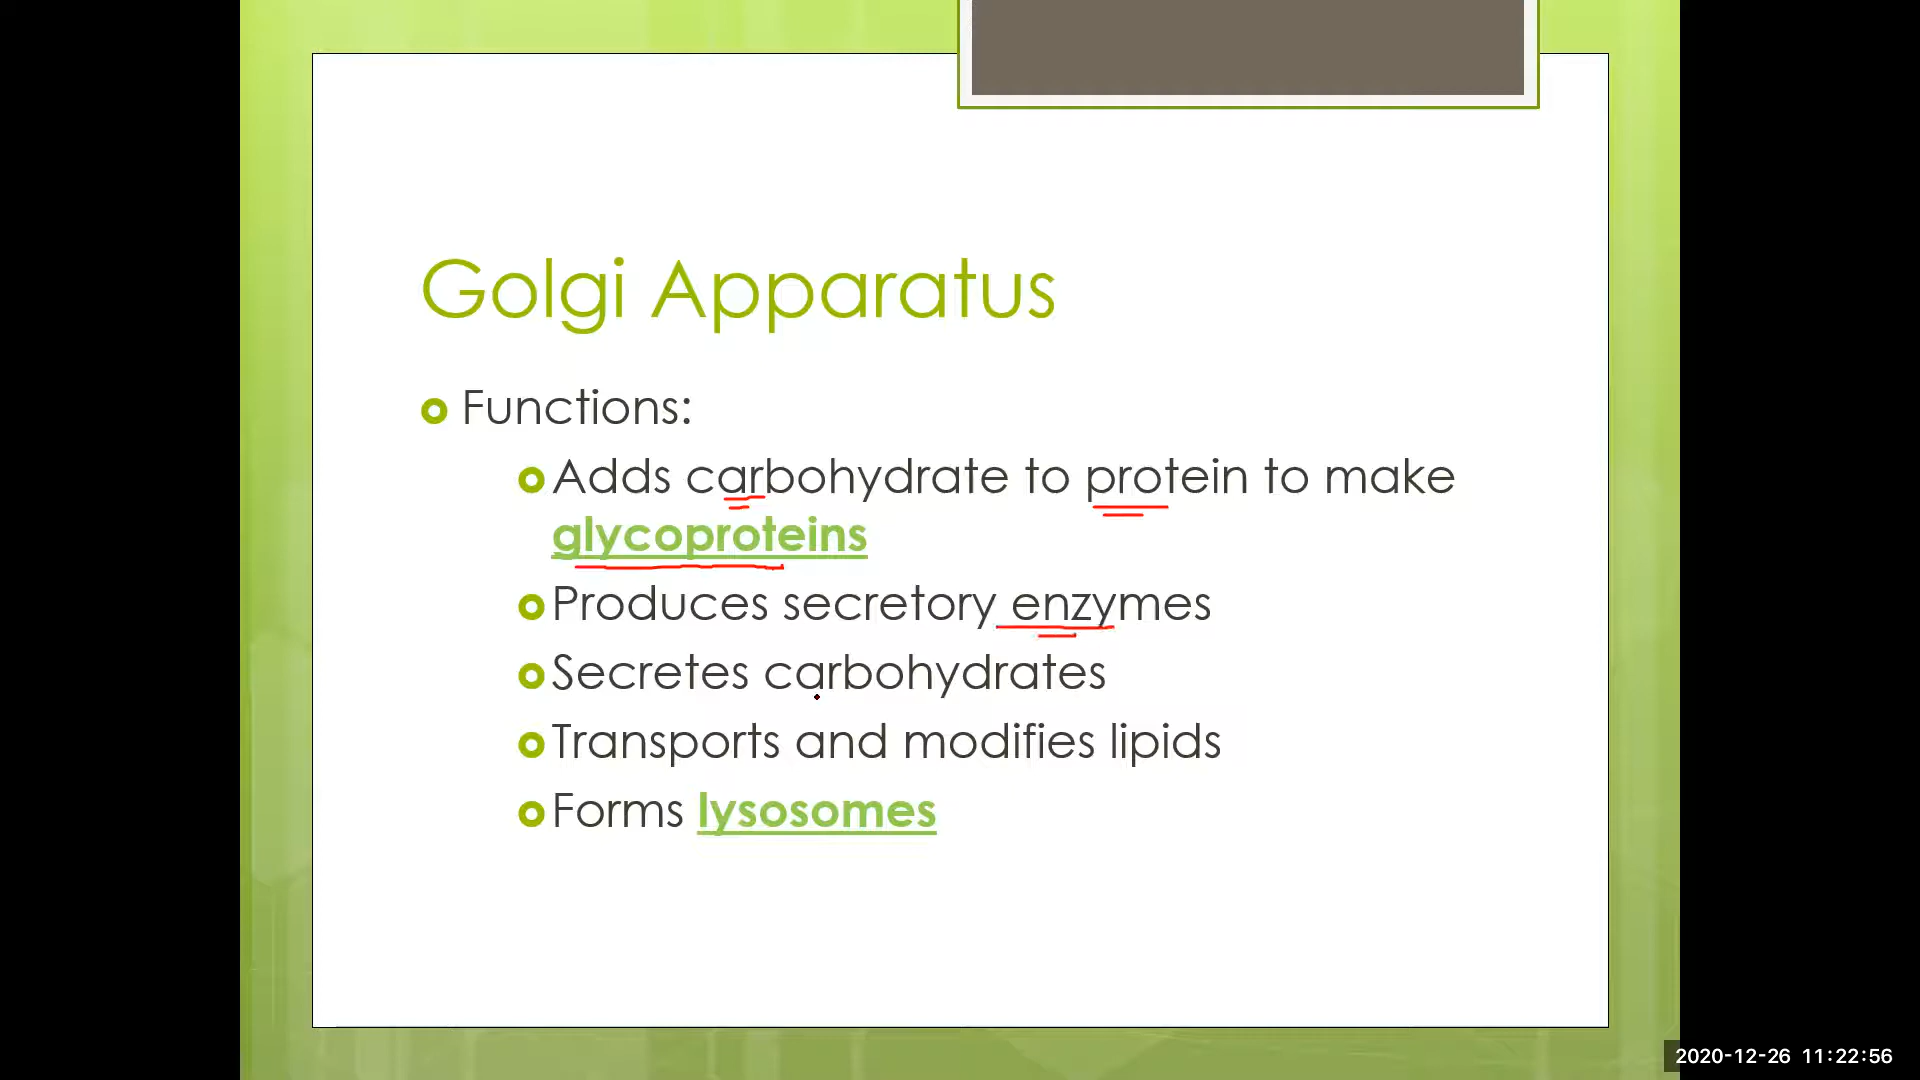 Golgi Apparatus
Functions:
Adds carbohydrate to protein to make
glycoproteins
Produces secretory enzymes
Secretes carbohydrates
Transports and modifies lipids
Forms lysosomes
2020-12-26 11:22:56